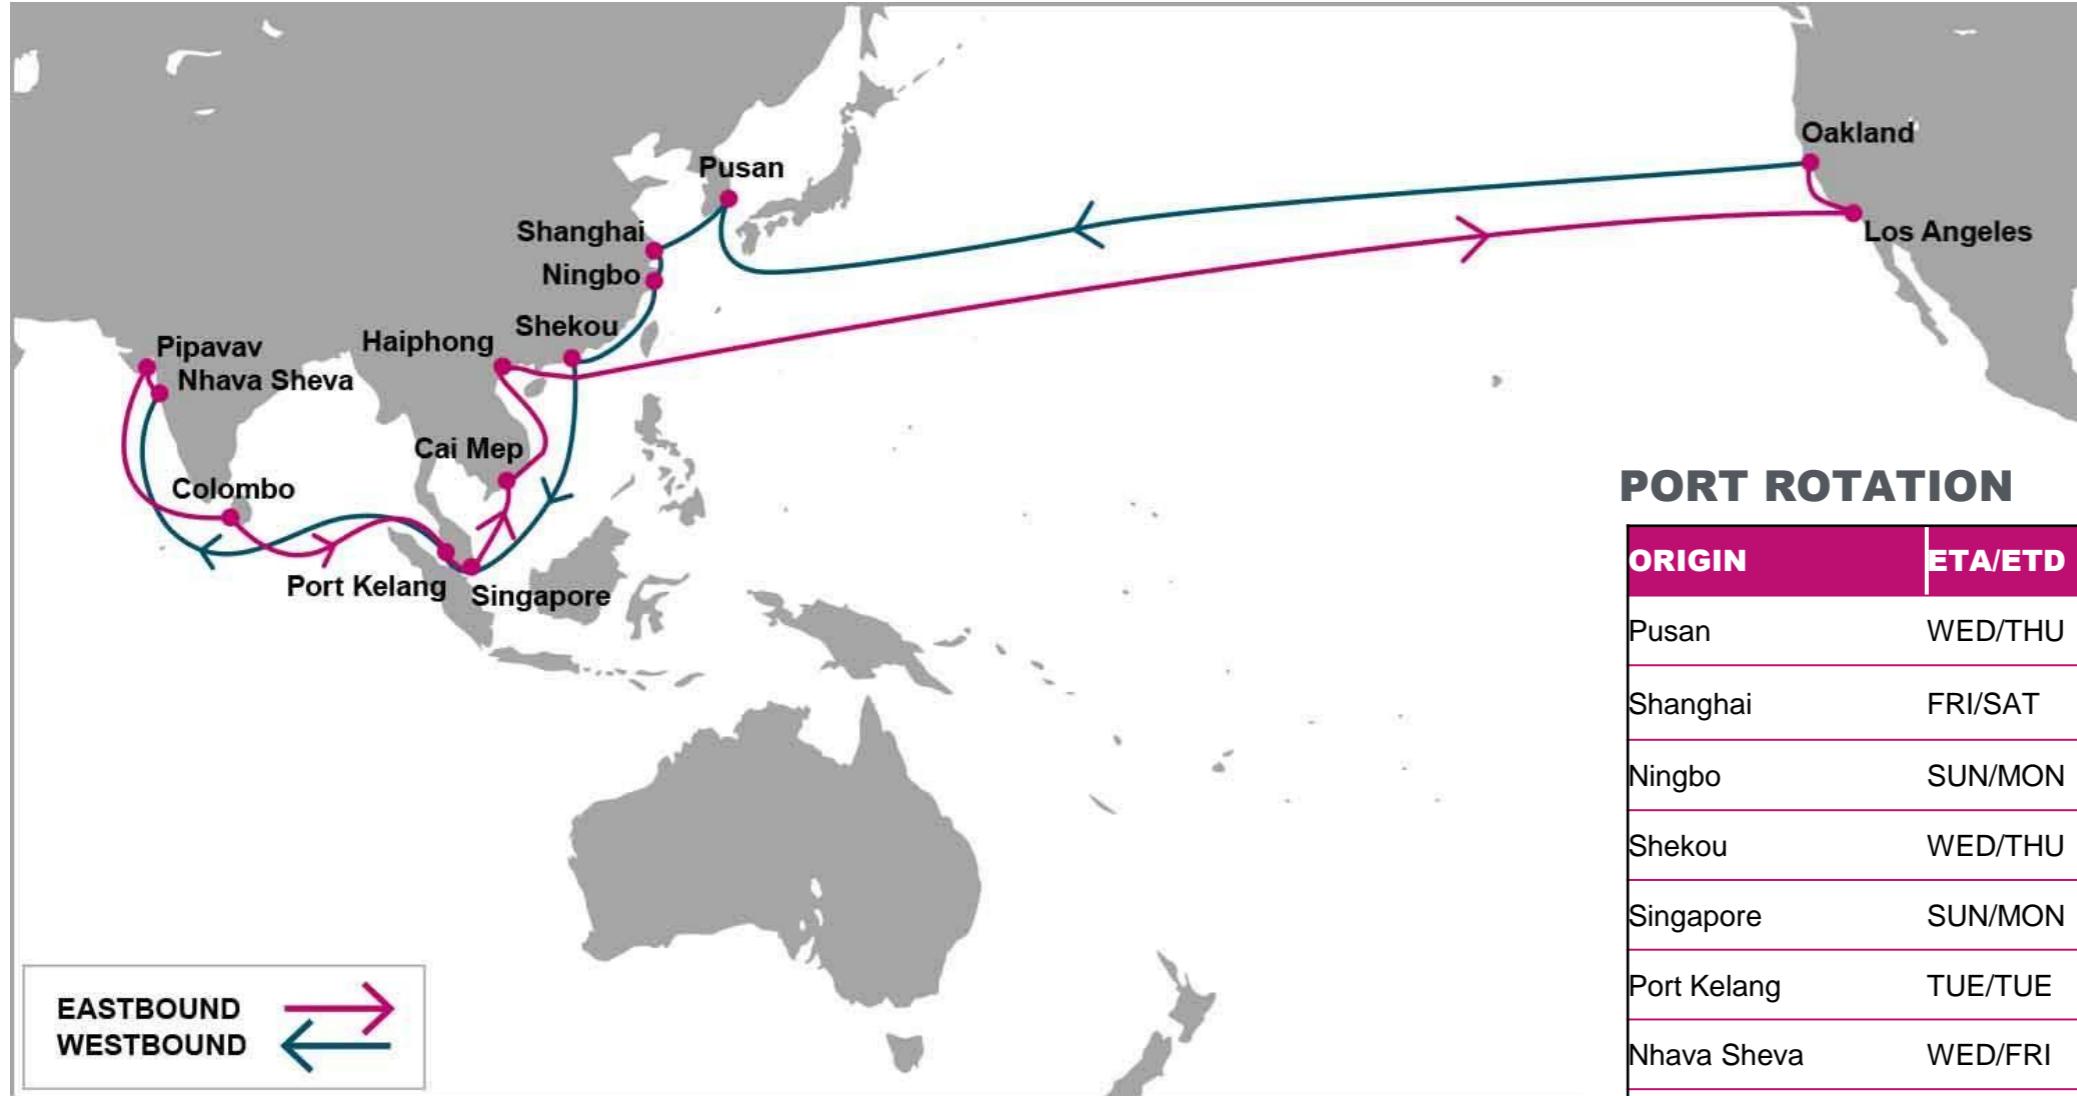 Oakland
Pusan
Los Angeles
Shanghai
Ningbo
Shekou
Haiphong
Pipavav
Nhava Sheva
Cai Mep
Colombo
Port Kelang
Singapore
EASTBOUND
WESTBOUND
PORT ROTATION
ORIGIN ETA/ETD
Pusan WED/THU
Shanghai FRI/SAT
Ningbo SUN/MON
Shekou WED/THU
Singapore SUN/MON
Port Kelang TUE/TUE
Nhava Sheva WED/FRI